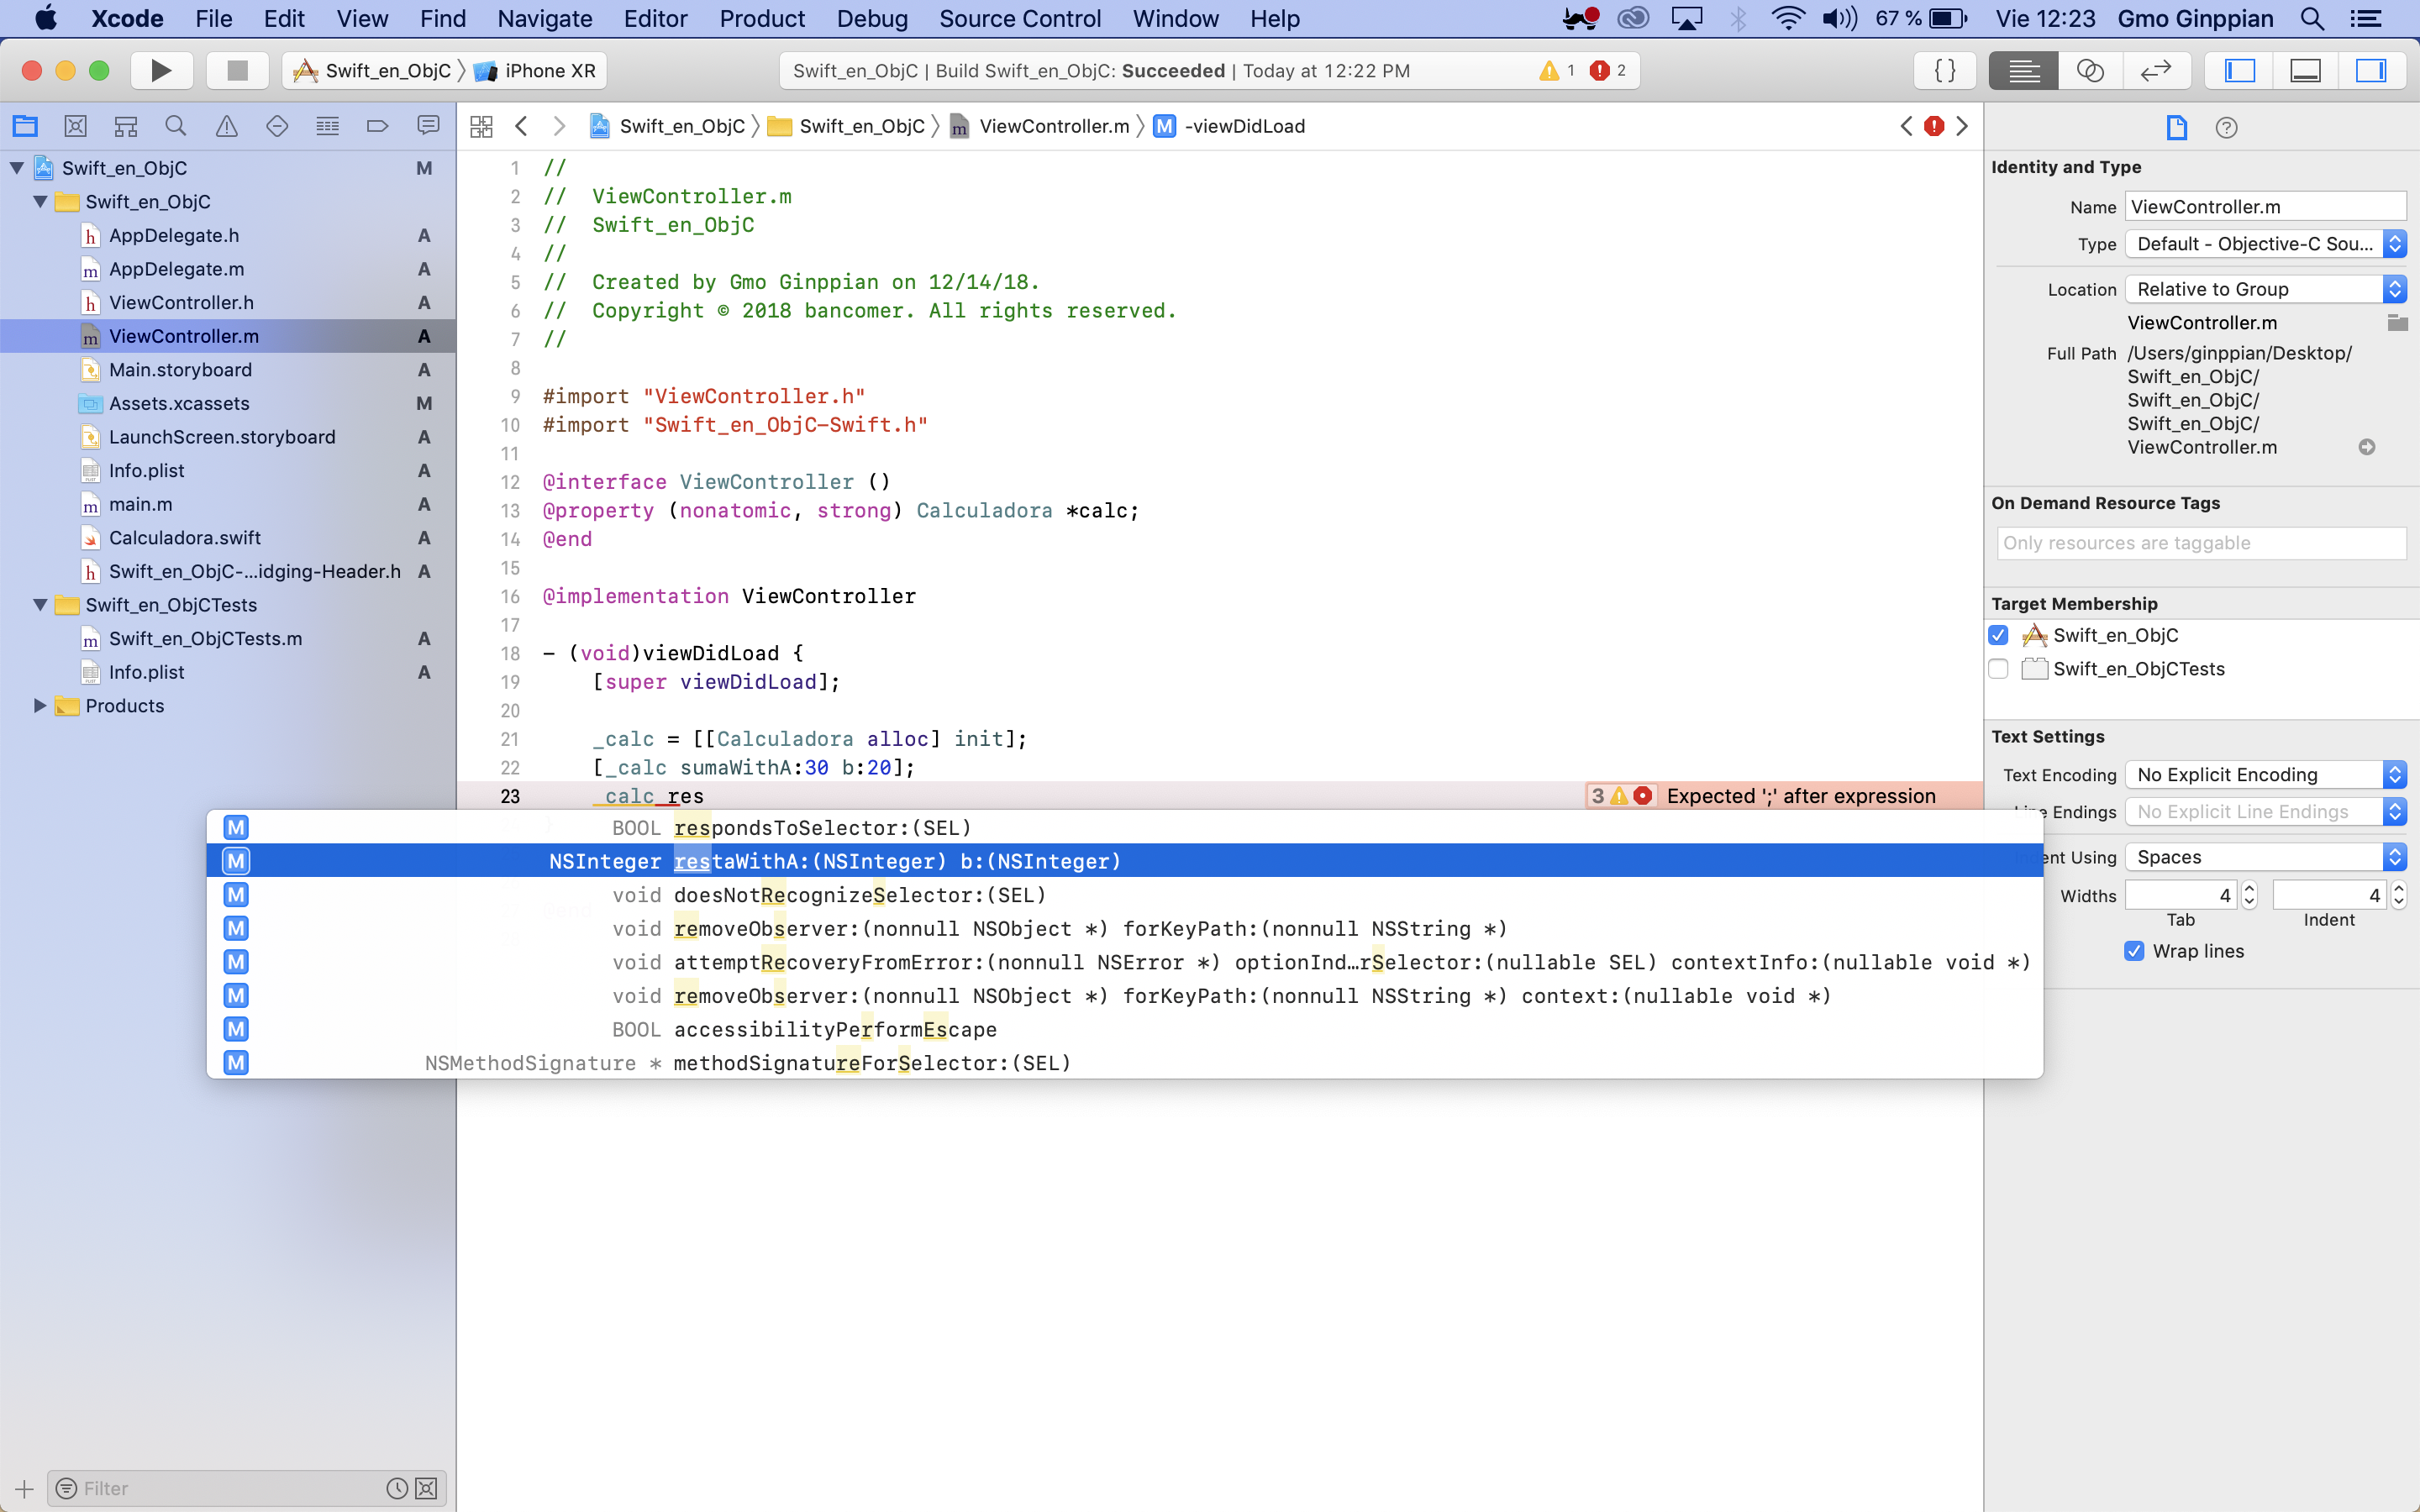 Xcode File Edit View Find Navigate Editor Product Debug Source Control Window Help 67 % Vie 12:23 Gmo Ginppian
Swift_en_ObjC iPhone XR
Swift_en_ObjC | Build Swift_en_ObjC: Succeeded | Today at 12:22 PM 1 2
{ }
Swift_en_ObjC M
Swift_en_ObjC
AppDelegate.h A
AppDelegate.m A
ViewController.h A
ViewController.m A
Main.storyboard A
Assets.xcassets M
LaunchScreen.storyboard A
Info.plist A
main.m A
Calculadora.swift A
Swift_en_ObjC-...idging-Header.h A
Swift_en_ObjCTests
Swift_en_ObjCTests.m A
Info.plist A
Products
Filter
Swift_en_ObjC Swift_en_ObjC ViewController.m M -viewDidLoad
1 //
2 //  ViewController.m
3 //  Swift_en_ObjC
4 //
5 //  Created by Gmo Ginppian on 12/14/18.
6 //  Copyright © 2018 bancomer. All rights reserved.
7 //
8
9 #import "ViewController.h"
10 #import "Swift_en_ObjC-Swift.h"
11
12 @interface ViewController ()
13 @property (nonatomic, strong) Calculadora *calc;
14 @end
15
16 @implementation ViewController
17
18 - (void)viewDidLoad {
19     [super viewDidLoad];
20
21     _calc = [[Calculadora alloc] init];
22     [_calc sumaWithA:30 b:20];
23     _calc res
3 Expected ';' after expression
M BOOL respondsToSelector:(SEL)
M NSInteger restaWithA:(NSInteger) b:(NSInteger)
M void doesNotRecognizeSelector:(SEL)
M void removeObserver:(nonnull NSObject *) forKeyPath:(nonnull NSString *)
M void attemptRecoveryFromError:(nonnull NSError *) optionInd…rSelector:(nullable SEL) contextInfo:(nullable void *)
M void removeObserver:(nonnull NSObject *) forKeyPath:(nonnull NSString *) context:(nullable void *)
M BOOL accessibilityPerformEscape
M NSMethodSignature * methodSignatureForSelector:(SEL)
Identity and Type
Name ViewController.m
Type Default - Objective-C Sou...
Location Relative to Group
ViewController.m
Full Path /Users/ginppian/Desktop/
Swift_en_ObjC/
Swift_en_ObjC/
Swift_en_ObjC/
ViewController.m
On Demand Resource Tags
Only resources are taggable
Target Membership
Swift_en_ObjC
Swift_en_ObjCTests
Text Settings
Text Encoding No Explicit Encoding
Endings No Explicit Line Endings
Using Spaces
Widths 4 4
Tab Indent
Wrap lines